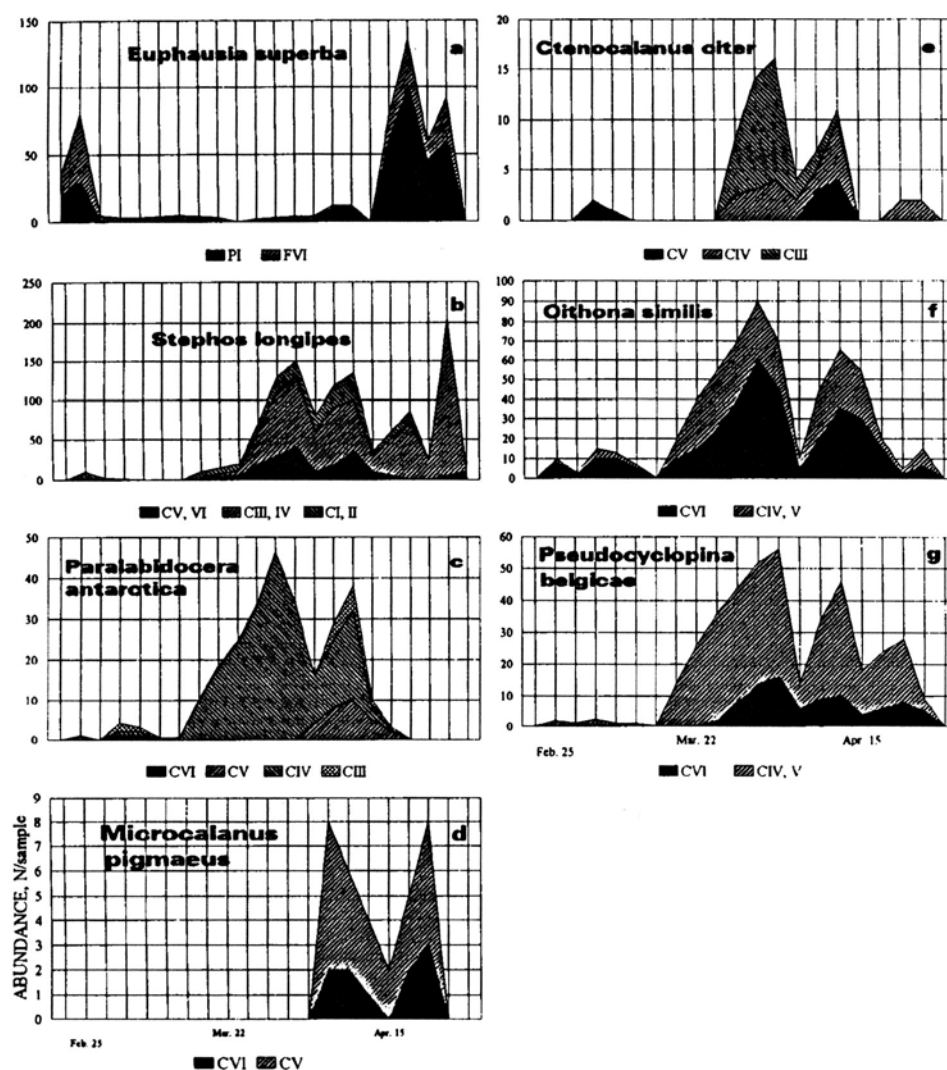 150
100
50
0
Euphausia superba
a
PI FVI
250
200
150
100
50
0
b
Stephos longipes
CV, VI CIII, IV CI, II
50
40
30
20
10
0
Paralabidocera
antarctica
c
CVI CV CIV CIII
ABUNDANCE, N/sample
9
8
7
6
5
4
3
2
1
0
Microcalanus
pigmaeus
d
Feb. 25 Mar. 22 Apr. 15
CVI CV
20
15
10
5
0
Ctenocalanus citer
e
CV CIV CIII
100
90
80
70
60
50
40
30
20
10
0
Oithona similis
f
CVI CIV, V
60
50
40
30
20
10
0
Pseudocyclopina
belgicae
g
Feb. 25 Mar. 22 Apr. 15
CVI CIV, V